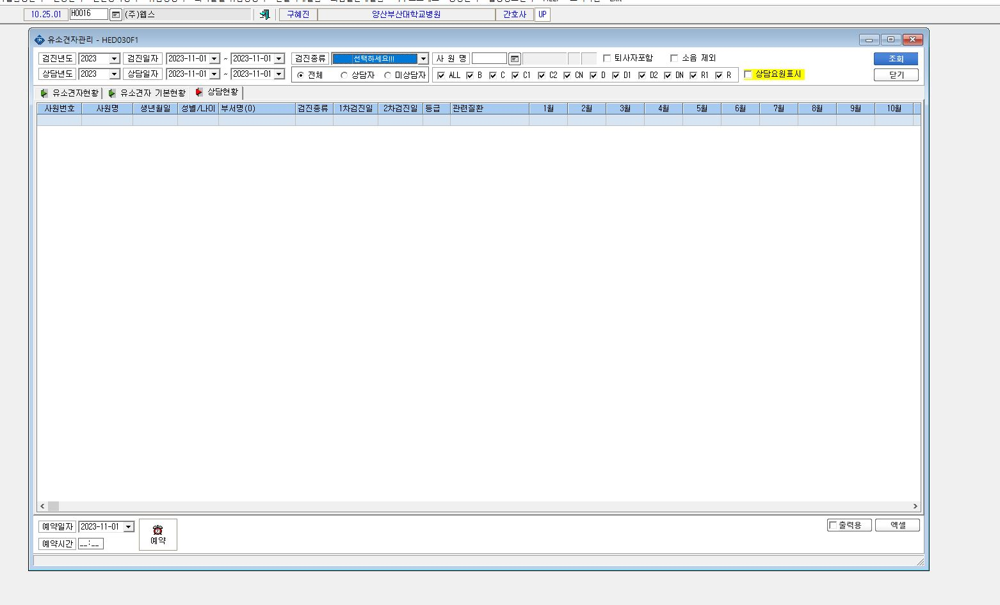 10.25.01 H0016 (주)웹스 구혜진 양산부산대학교병원 간호사 UP
유소견자관리 - HED030F1
검진년도 2023 검진일자 2023-11-01 ~ 2023-11-01 검진종류 선택하세요!!! 사 원 명 퇴사자포함 소음 제외 조회
상담년도 2023 상담일자 2023-11-01 ~ 2023-11-01 전체 상담자 미상담자 ALL B C C1 C2 CN D D1 D2 DN R1 R 상담요원표시 닫기
유소견자현황 유소견자 기본현황 상담현황
사원번호 사원명 생년월일 성별/나이 부서명(0) 검진종류 1차검진일 2차검진일 등급 관련질환 1월 2월 3월 4월 5월 6월 7월 8월 9월 10월
예약일자 2023-11-01 예약 출력용 엑셀
예약시간 __:__